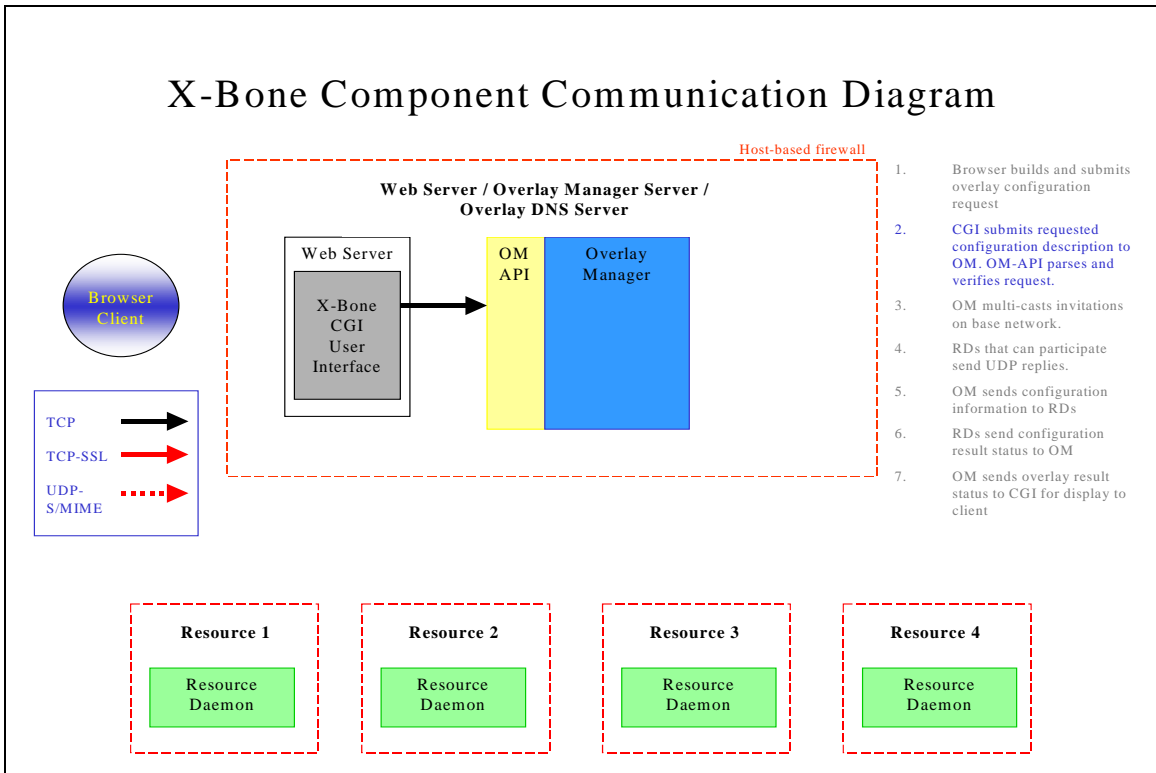 X-Bone Component Communication Diagram
Host-based firewall
Web Server / Overlay Manager Server /
Overlay DNS Server
Web Server
X-Bone
CGI
User
Interface
OM
API
Overlay
Manager
Browser
Client
TCP
TCP-SSL
UDP-
S/MIME
1. Browser builds and submits
overlay configuration
request
2. CGI submits requested
configuration description to
OM. OM-API parses and
verifies request.
3. OM multi-casts invitations
on base network.
4. RDs that can participate
send UDP replies.
5. OM sends configuration
information to RDs
6. RDs send configuration
result status to OM
7. OM sends overlay result
status to CGI for display to
client
Resource 1
Resource
Daemon
Resource 2
Resource
Daemon
Resource 3
Resource
Daemon
Resource 4
Resource
Daemon